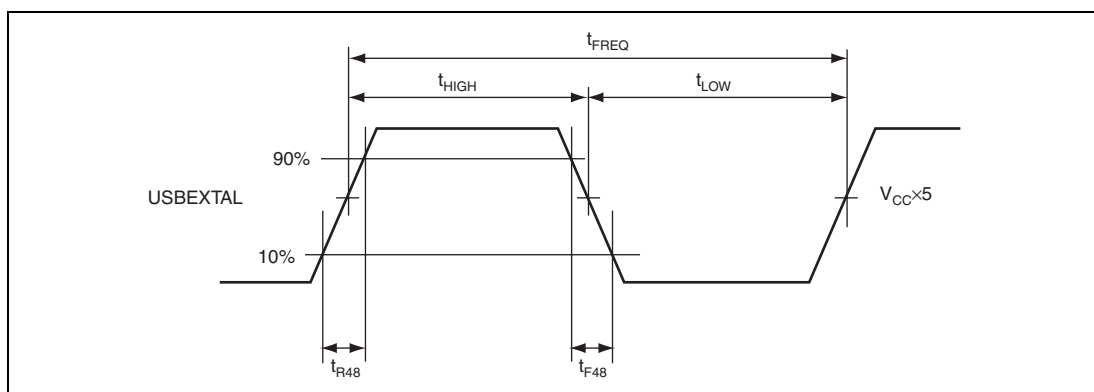 tFREQ
tHIGH
tLOW
90%
USBEXTAL
VCC×5
10%
tR48
tF48